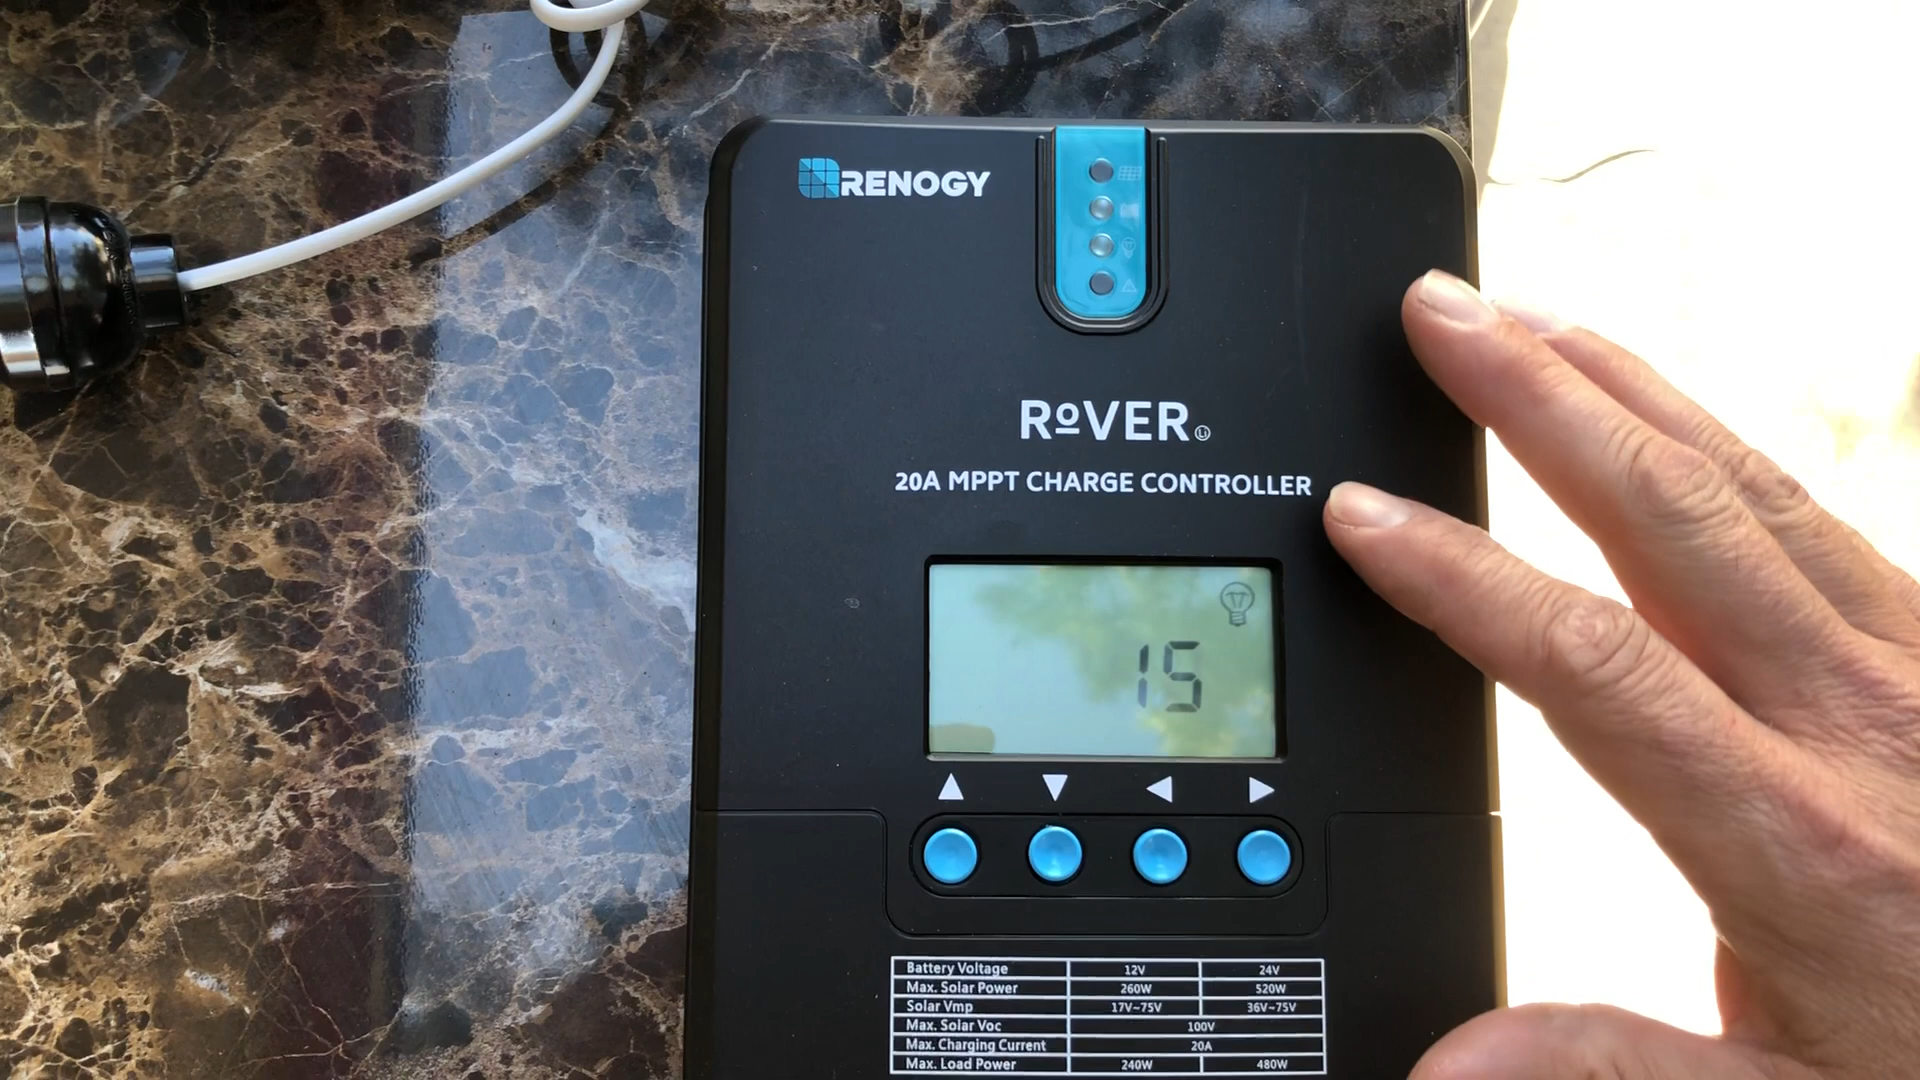 RENOGY
RoVER Li
20A MPPT CHARGE CONTROLLER
15
Battery Voltage 12V 24V
Max. Solar Power 260W 520W
Solar Vmp 17V~75V 36V~75V
Max. Solar Voc 100V
Max. Charging Current 20A
Max. Load Power 240W 480W